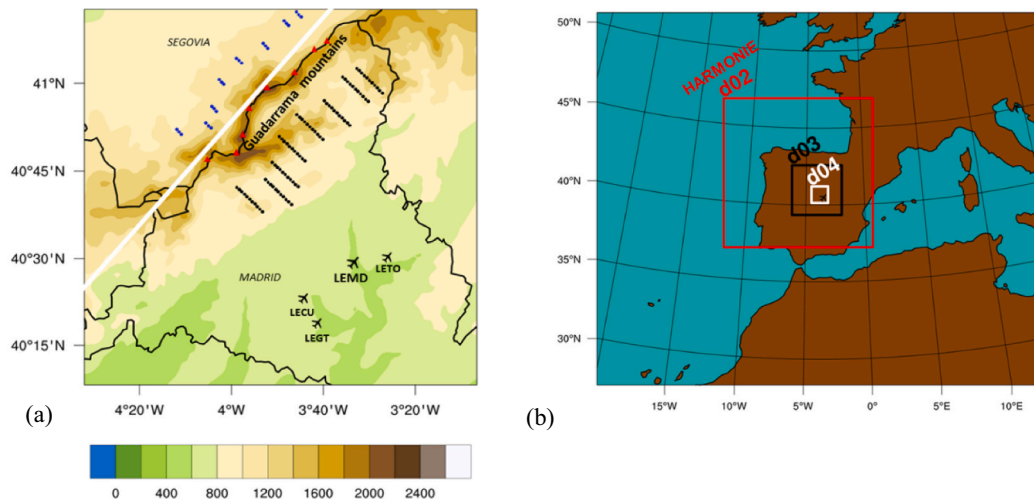 SEGOVIA
Guadarrama mountains
41°N
40°45'N
40°30'N
40°15'N
MADRID
LEMD
LETO
LECU
LEGT
4°20'W 4°W 3°40'W 3°20'W
(a)
0 400 800 1200 1600 2000 2400
50°N
45°N
40°N
35°N
30°N
HARMONIE
d02
d03
d04
15°W 10°W 5°W 0° 5°E 10°E
(b)